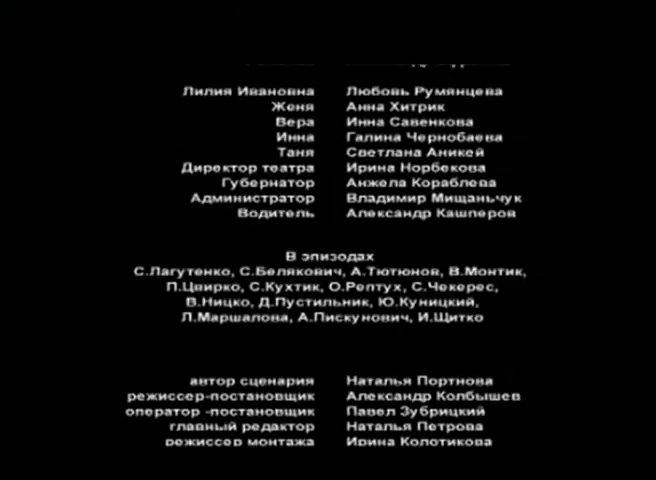 Лилия Ивановна Любовь Румянцева
Женя Анна Хитрик
Вера Инна Савенкова
Инна Галина Чернобаева
Таня Светлана Аникей
Директор театра Ирина Норбекова
Губернатор Анжела Кораблева
Администратор Владимир Мищаньчук
Водитель Александр Кашперов
В эпизодах
С.Лагутенко, С.Белякович, А.Тютюнов, В.Монтик,
П.Цвирко, С.Кухтик, О.Рептух, С.Чекерес,
В.Ницко, Д.Пустильник, Ю.Куницкий,
Л.Маршалова, А.Пискунович, И.Щитко
автор сценария Наталья Портнова
режиссер-постановщик Александр Колбышев
оператор -постановщик Павел Зубрицкий
главный редактор Наталья Петрова
режиссер монтажа Ирина Колотикова